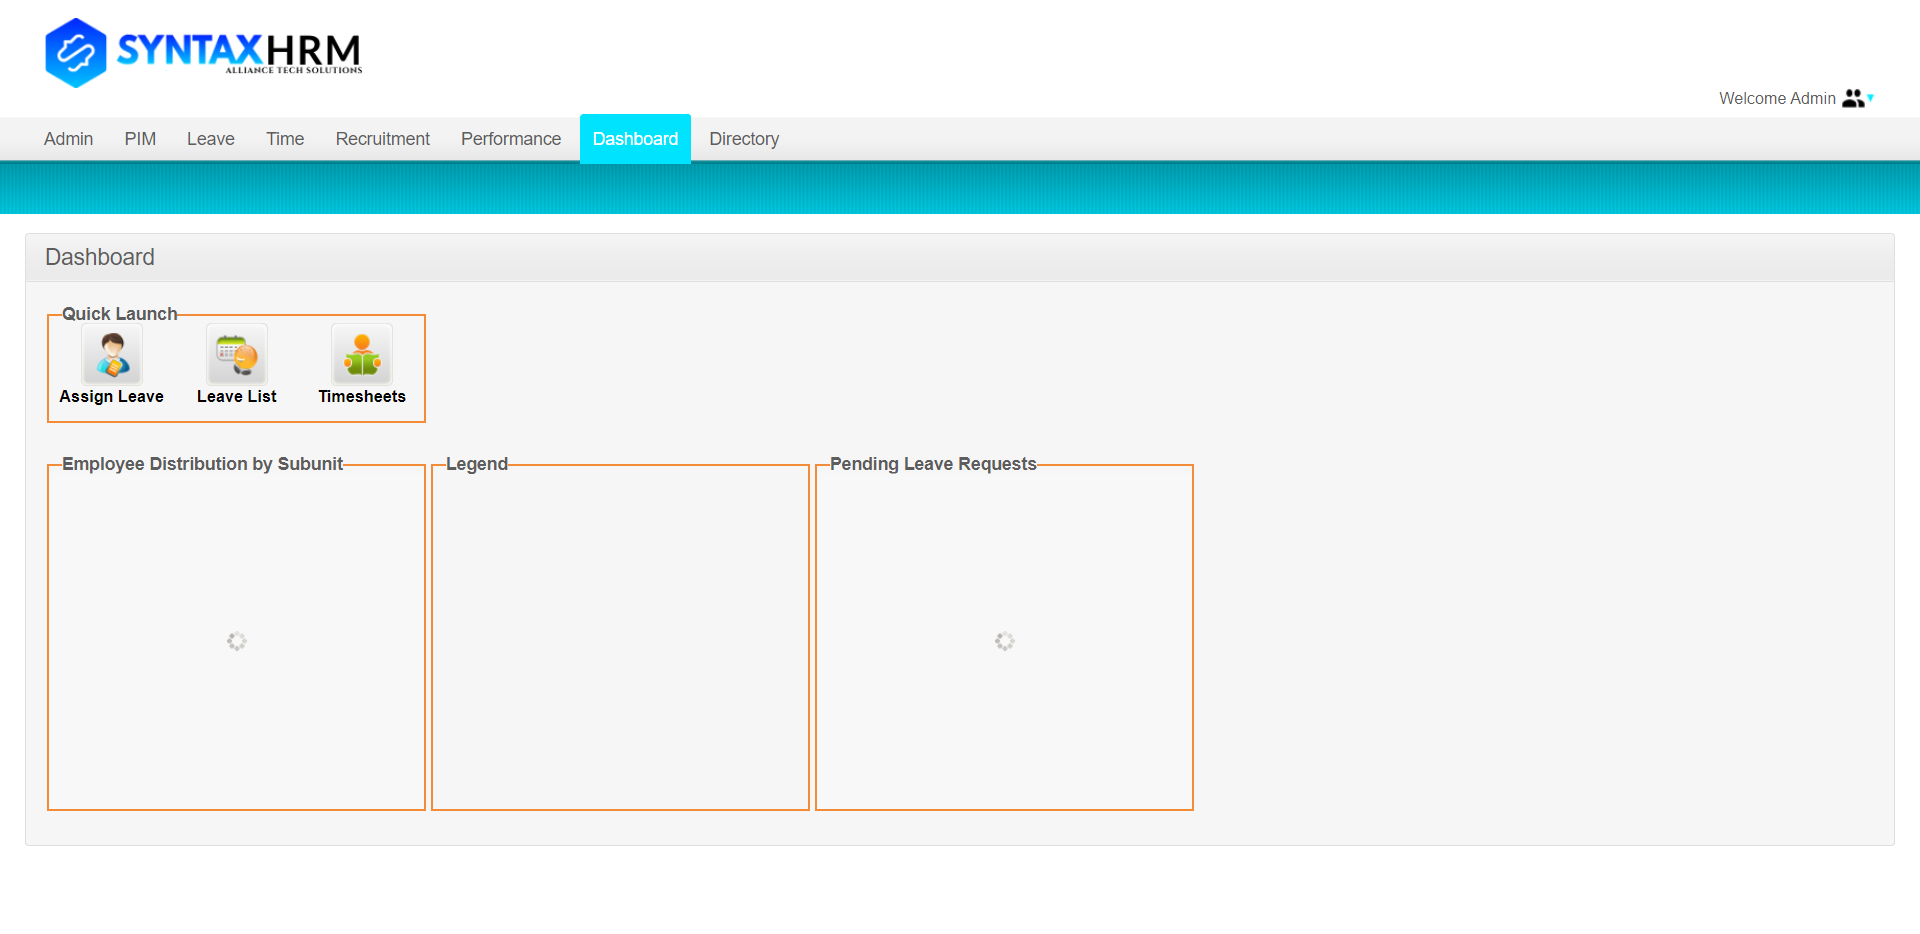 SYNTAXHRM
ALLIANCE TECH SOLUTIONS
Welcome Admin
Admin PIM Leave Time Recruitment Performance Dashboard Directory
Dashboard
Quick Launch
Assign Leave Leave List Timesheets
Employee Distribution by Subunit Legend Pending Leave Requests